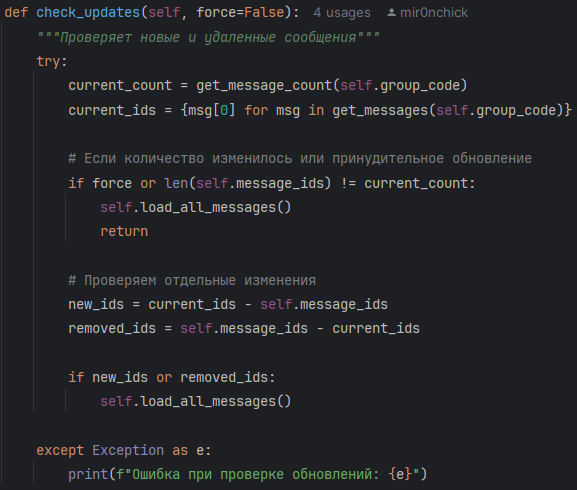 def check_updates(self, force=False): 4 usages mir0nchick
"""Проверяет новые и удаленные сообщения"""
try:
current_count = get_message_count(self.group_code)
current_ids = {msg[0] for msg in get_messages(self.group_code)}
# Если количество изменилось или принудительное обновление
if force or len(self.message_ids) != current_count:
self.load_all_messages()
return
# Проверяем отдельные изменения
new_ids = current_ids - self.message_ids
removed_ids = self.message_ids - current_ids
if new_ids or removed_ids:
self.load_all_messages()
except Exception as e:
print(f"Ошибка при проверке обновлений: {e}")